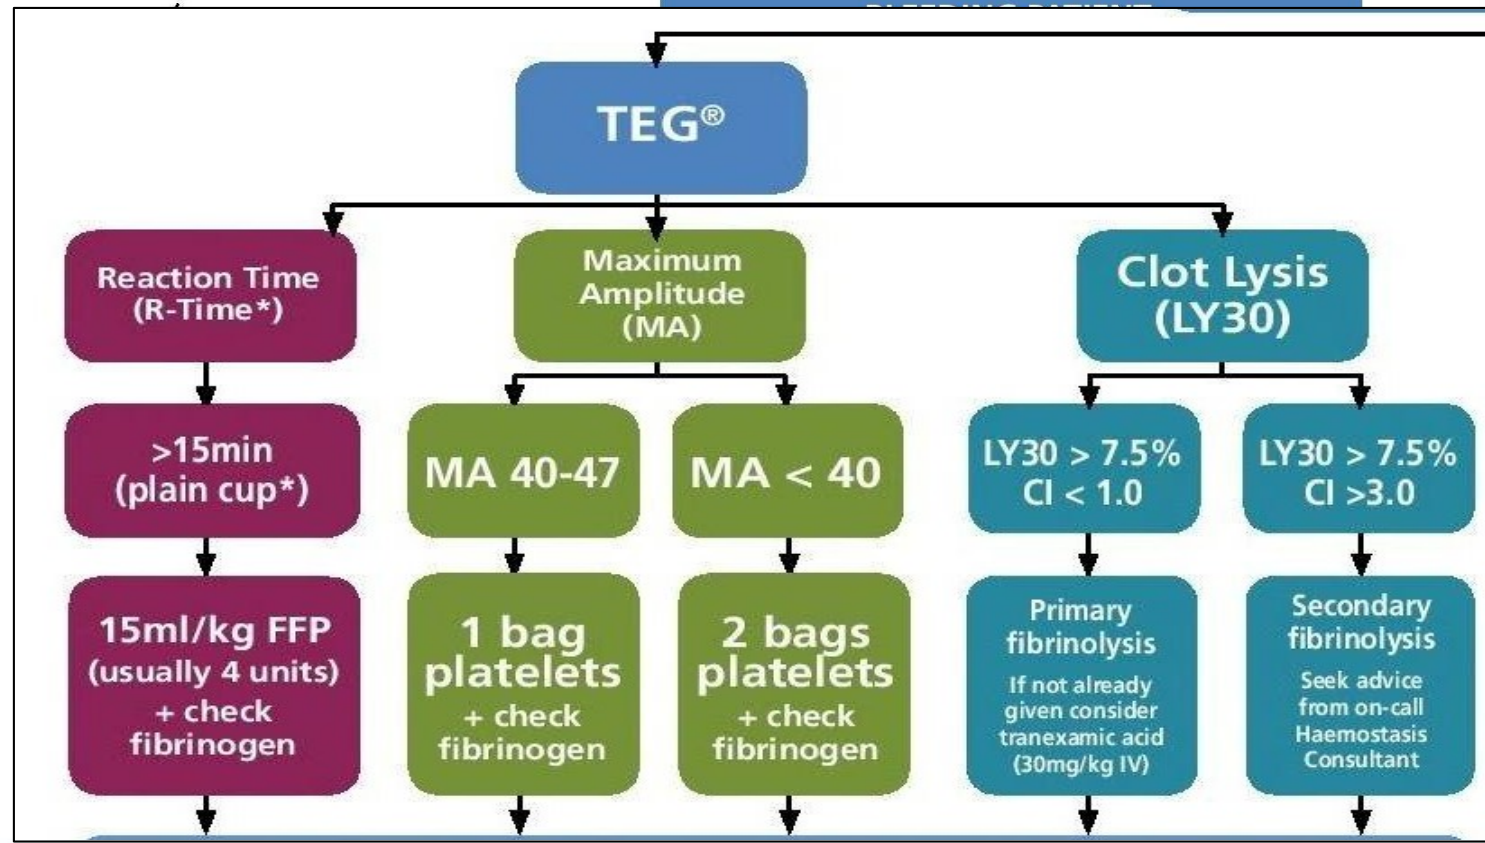 BLEEDING PATIENT
TEG®
Reaction Time
(R-Time*)
>15min
(plain cup*)
15ml/kg FFP
(usually 4 units)
+ check
fibrinogen
Maximum
Amplitude
(MA)
MA 40-47
1 bag
platelets
+ check
fibrinogen
MA < 40
2 bags
platelets
+ check
fibrinogen
Clot Lysis
(LY30)
LY30 > 7.5%
CI < 1.0
Primary
fibrinolysis
If not already
given consider
tranexamic acid
(30mg/kg IV)
LY30 > 7.5%
CI >3.0
Secondary
fibrinolysis
Seek advice
from on-call
Haemostasis
Consultant